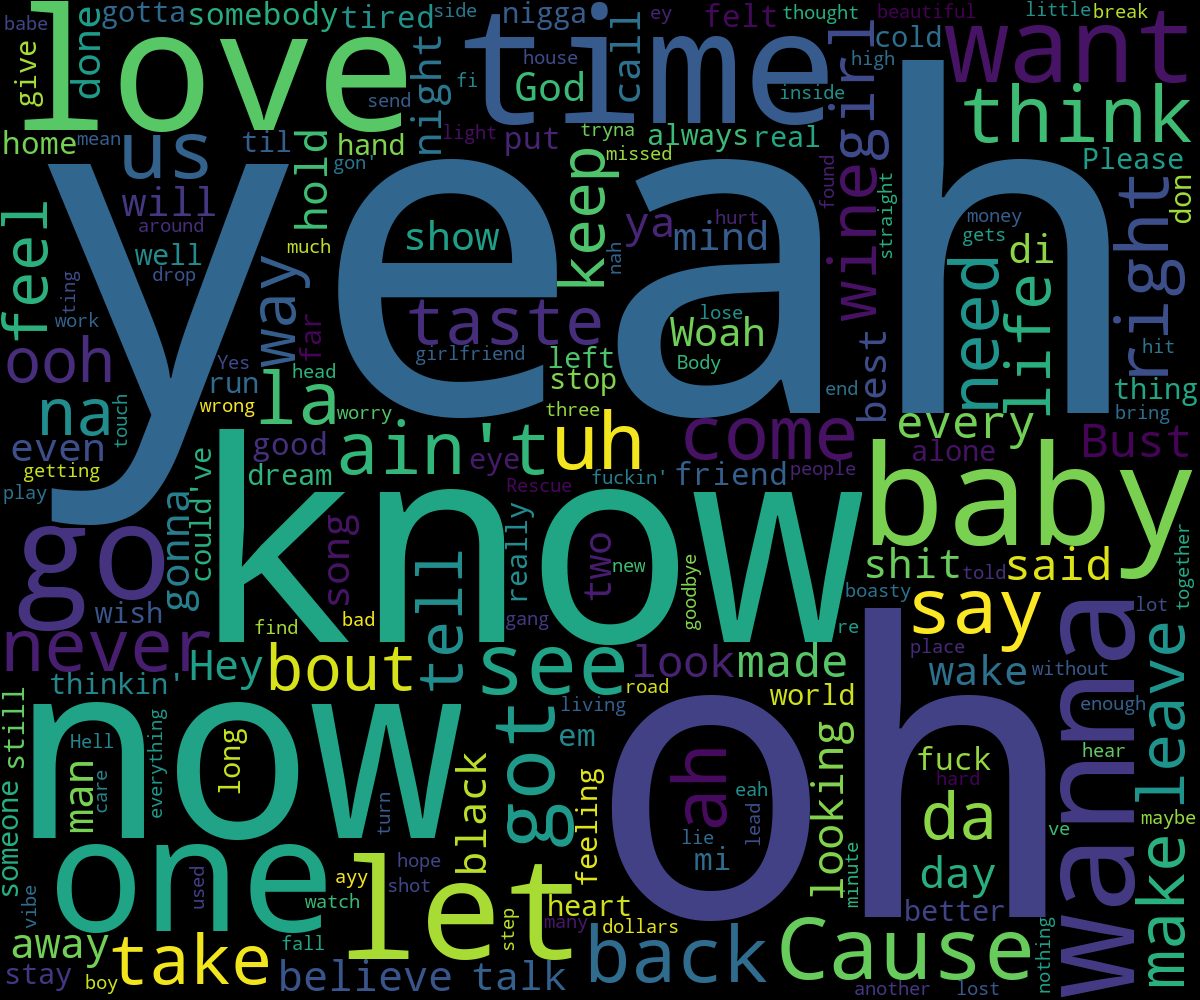 babe gotta somebody tired side nigga ey felt thought beautiful little break
love time want
give done night house God call cold high
fi send inside girl think
home mean us til hold hand gon' light put tryna missed always real Please
yeah
feel will around well drop much show keep ya hurt mind found wine straight money gets di right don
ting work way far taste nah lose Woah Body need life hit
ooh Yes girlfriend left stop end best thing bring
na touch run head wrong la worry three
even getting good ain't uh come every alone Bust
play could've dream eye fuckin' friend people baby
know Rescue
go gonna song tell really two new goodbye shit told said together
wish find bad gang re boasty say lot wanna
never Hey bout see look made place wake without leave
thinkin' road world enough
still now living em hear
Hell everything long got ah looking fuck hard
man care turn black feeling eah lead da ve maybe
someone one let lie mi day make
oh
used ayy hope shot heart minute better
vibe watch step many dollars
away take fall believe talk back Cause nothing
stay boy another lost